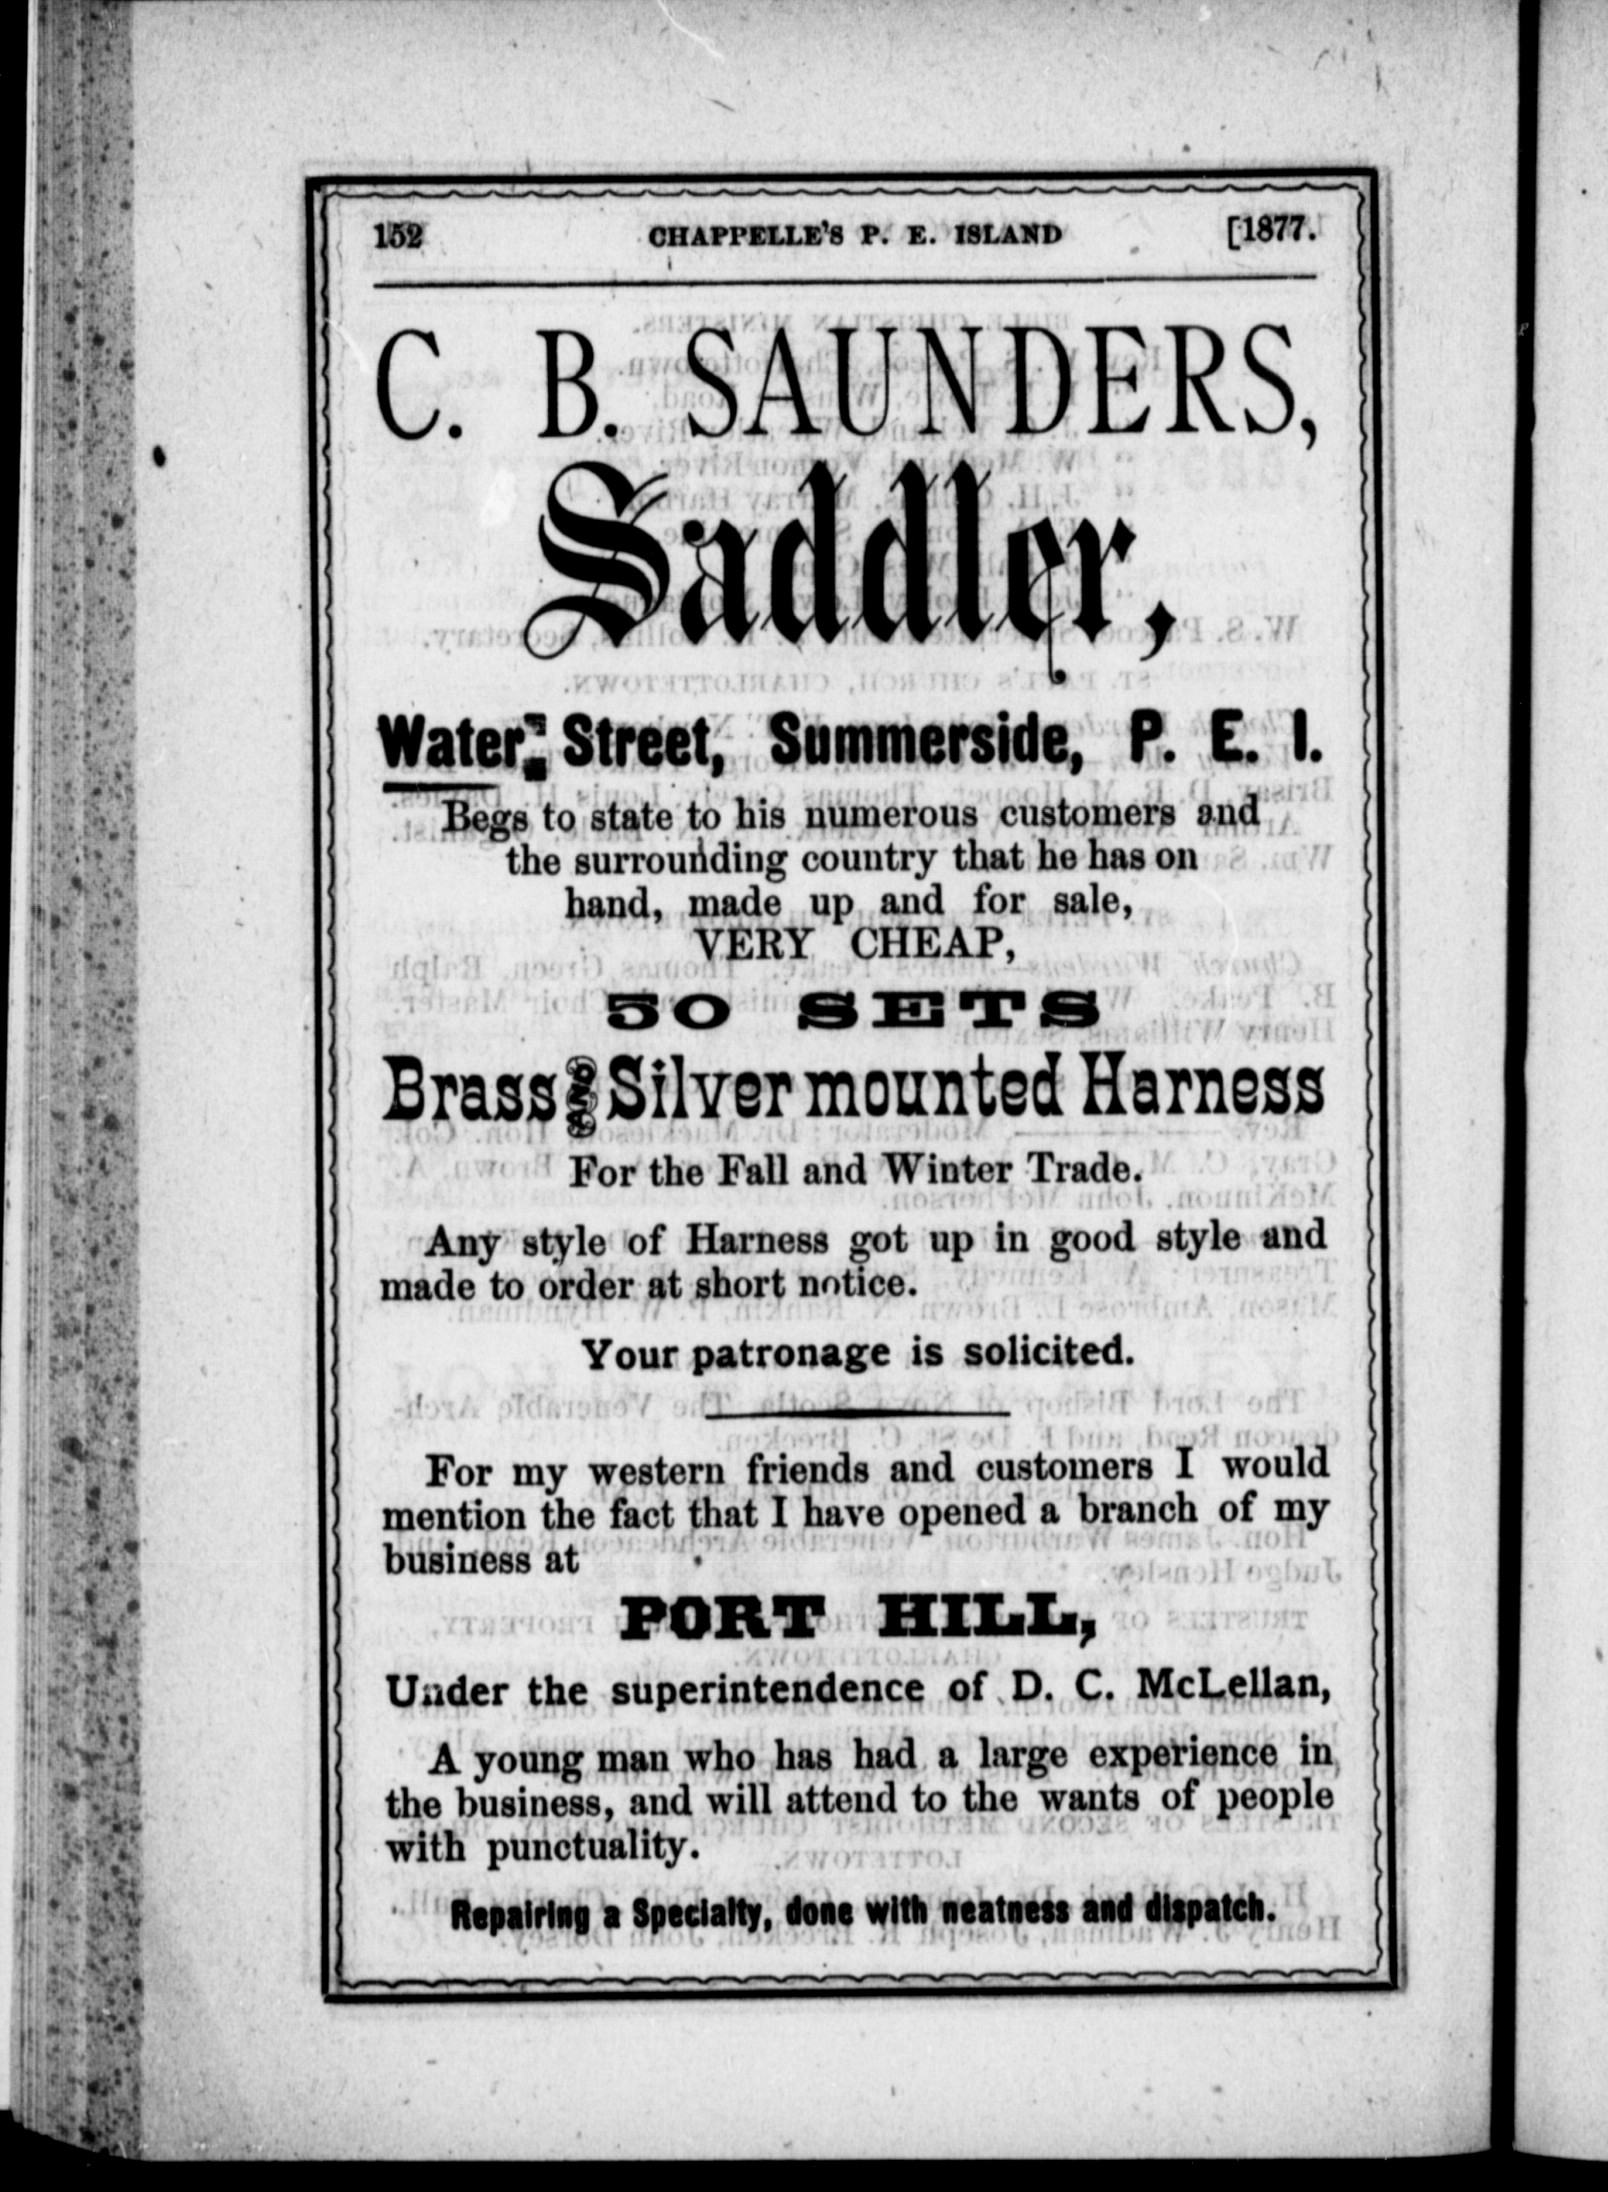 152 CHAPPELLE'S P. E. ISLAND [1877.
C. B. SAUNDERS,
Saddler,
Water Street, Summerside, P. E. I.
Begs to state to his numerous customers and
the surrounding country that he has on
hand, made up and for sale,
VERY CHEAP,
50 SETS
Brass AND Silver mounted Harness
For the Fall and Winter Trade.
Any style of Harness got up in good style and
made to order at short notice.
Your patronage is solicited.
For my western friends and customers I would
mention the fact that I have opened a branch of my
business at
PORT HILL,
Under the superintendence of D. C. McLellan,
A young man who has had a large experience in
the business, and will attend to the wants of people
with punctuality.
Repairing a Specialty, done with neatness and dispatch.